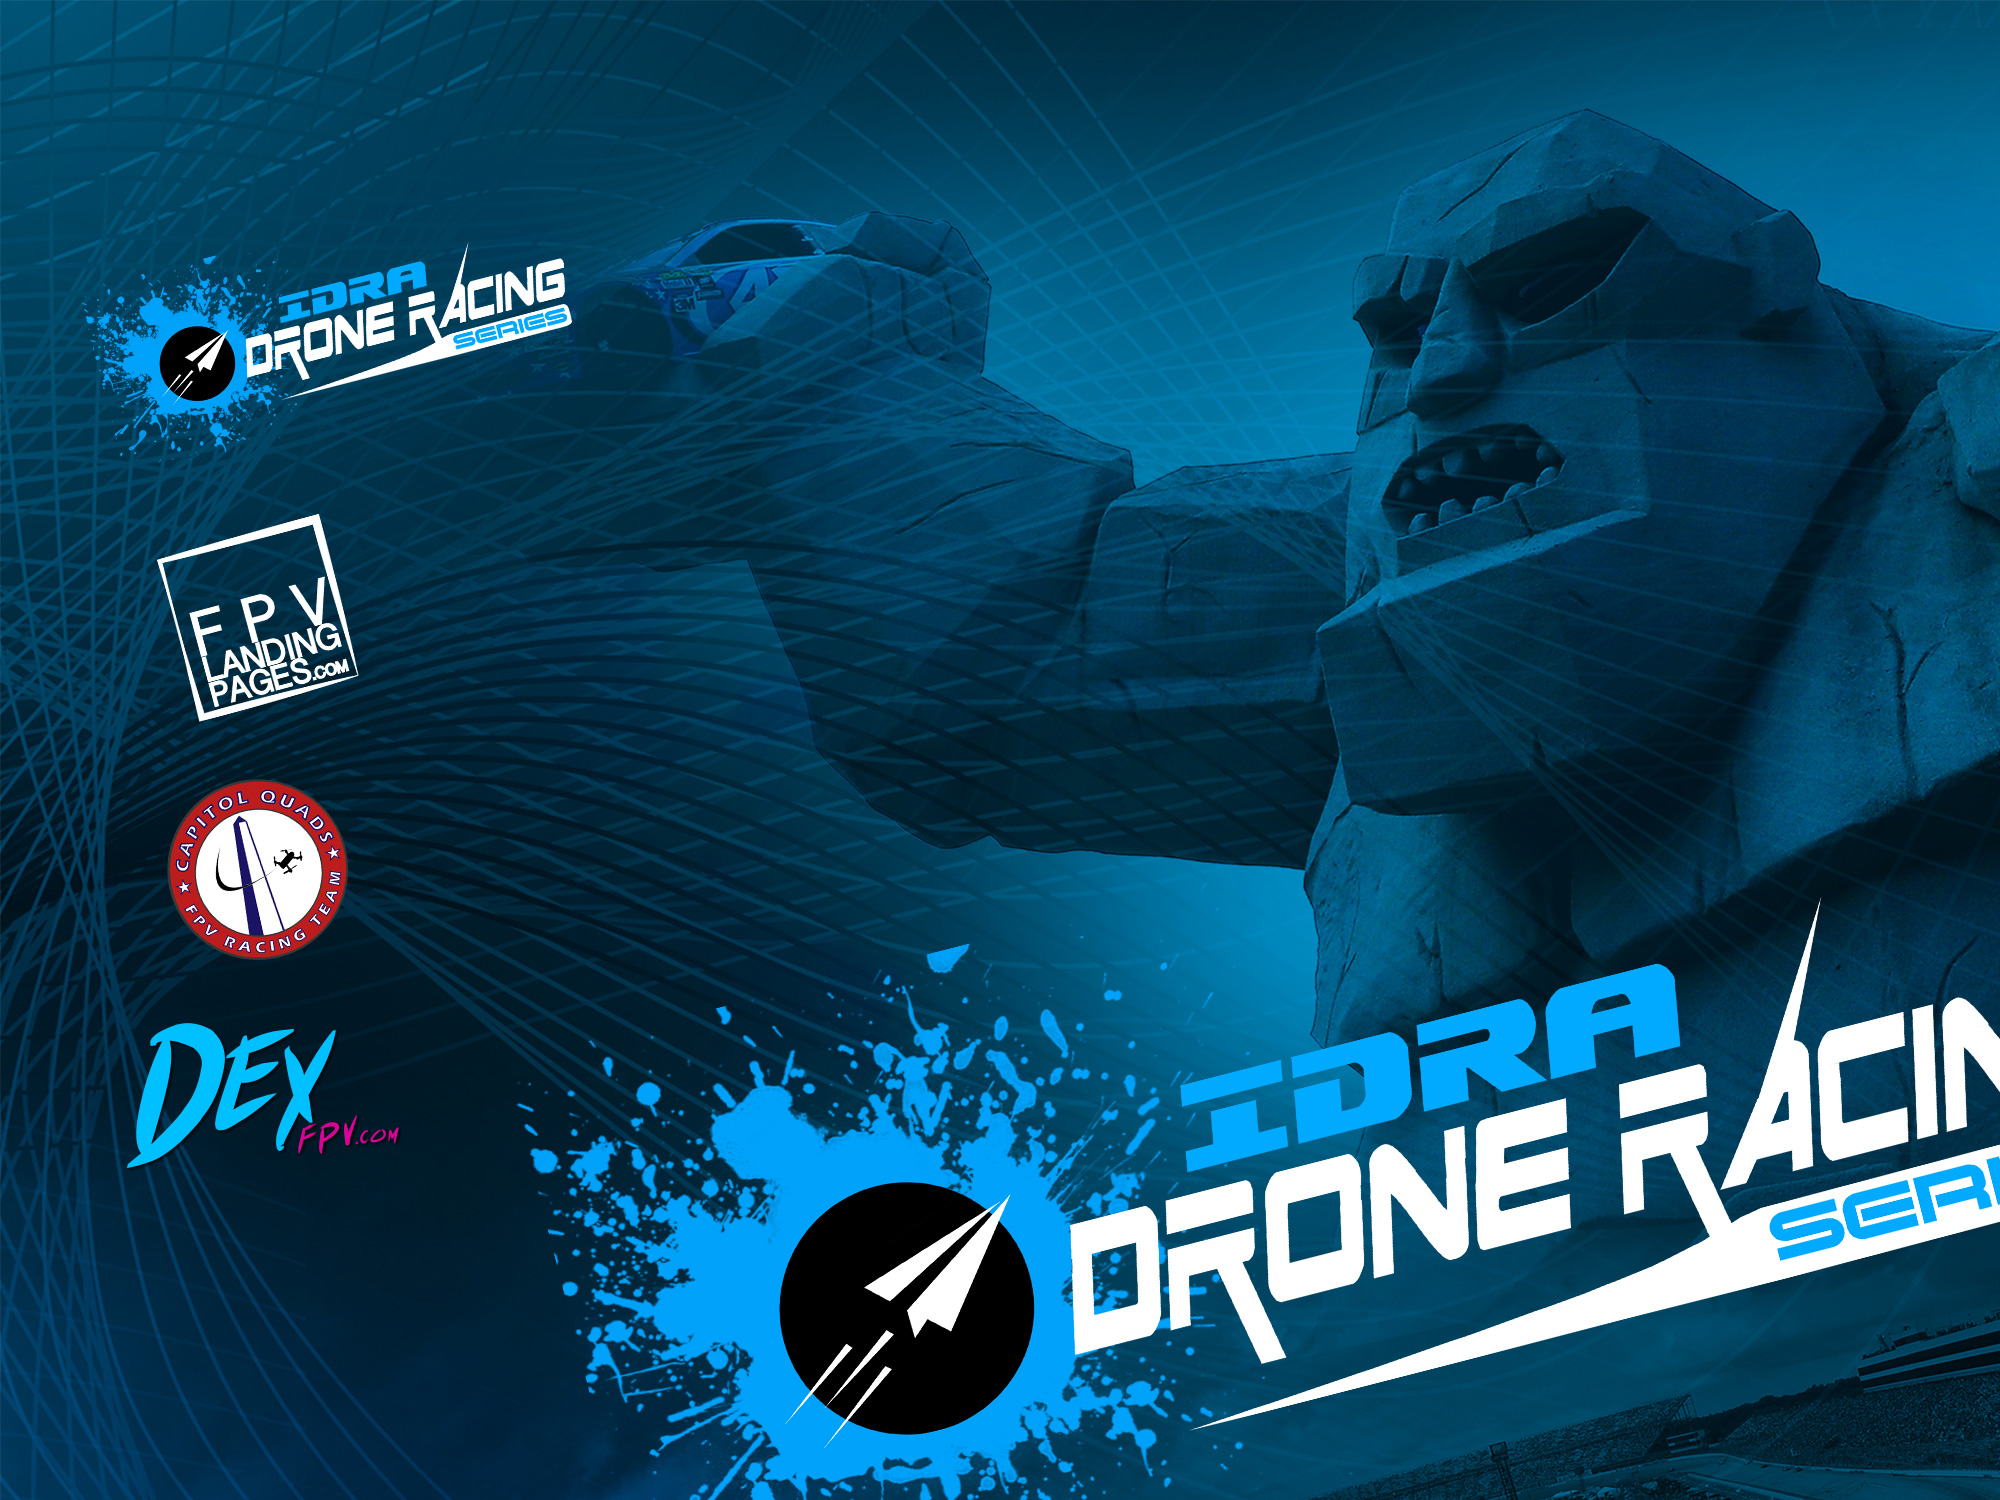 IDRA
DRONE RACING
SERIES
FPV
LANDING
PAGES.COM
CAPITOL QUADS
FPV RACING TEAM
DEX
FPV.COM
IDRA
DRONE RACIN
SERI